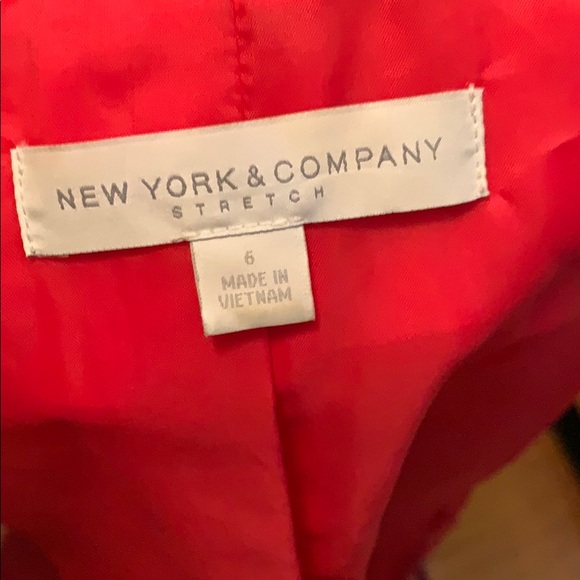 NEW YORK & COMPANY
STRETCH
6
MADE IN
VIETNAM